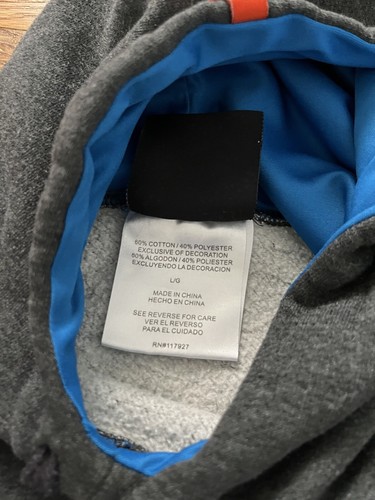 60% COTTON / 40% POLYESTER
EXCLUSIVE OF DECORATION
60% ALGODON / 40% POLIESTER
EXCLUYENDO LA DECORACION
L/G
MADE IN CHINA
HECHO EN CHINA
SEE REVERSE FOR CARE
VER EL REVERSO
PARA EL CUIDADO
RN#117927